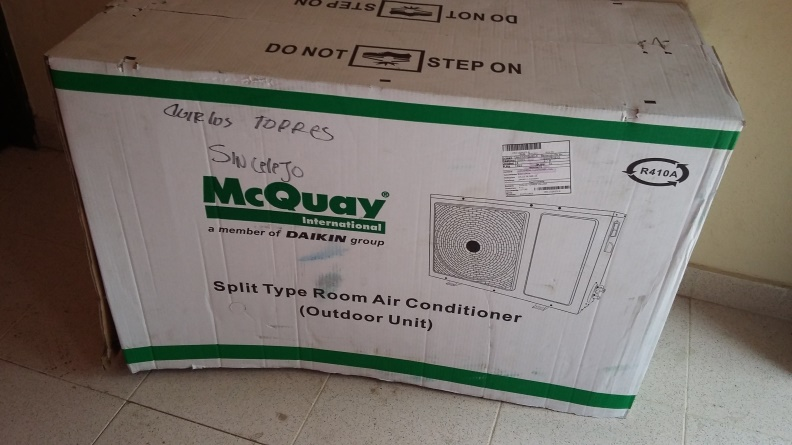 DO NOT STEP ON
DO NOT STEP ON
CARLOS TORRES
SINCELEJO
R410A
McQuay®
International
a member of DAIKIN group
Split Type Room Air Conditioner
(Outdoor Unit)